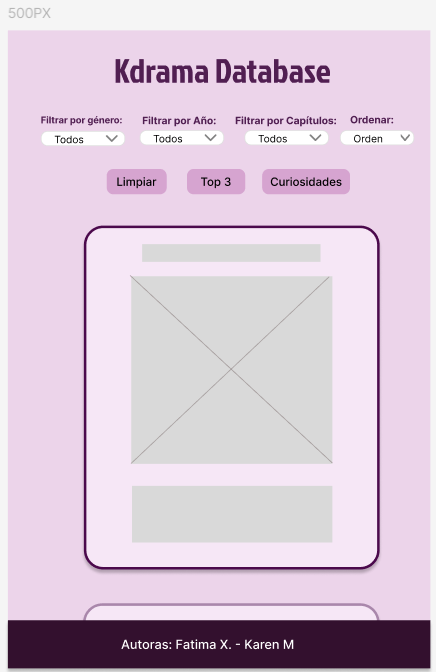 500PX
Kdrama Database
Filtrar por género: Filtrar por Año: Filtrar por Capítulos: Ordenar:
Todos Todos Todos Orden
Limpiar Top 3 Curiosidades
Autoras: Fatima X. - Karen M